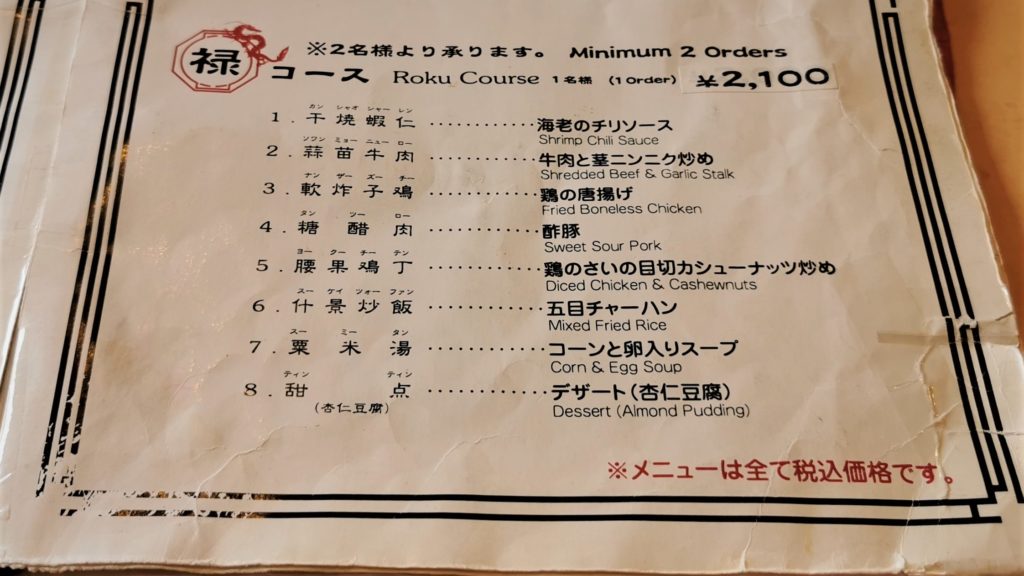 ※2名様より承ります。 Minimum 2 Orders
禄 コース Roku Course 1名様 (1 Order) ¥2,100
カン シャオ シャー レン
1. 干焼蝦仁 ············ 海老のチリソース
Shrimp Chili Sauce
ソワン ミョー ニュー ロー
2. 蒜苗牛肉 ············ 牛肉と茎ニンニク炒め
Shredded Beef & Garlic Stalk
ナン ザー ズー チー
3. 軟炸子鶏 ············ 鶏の唐揚げ
Fried Boneless Chicken
タン ツー ロー
4. 糖醋肉 ············ 酢豚
Sweet Sour Pork
ヨー クー チー テン
5. 腰果鶏丁 ············ 鶏のさいの目切カシューナッツ炒め
Diced Chicken & Cashewnuts
スー ケイ ツォー ファン
6. 什景炒飯 ············ 五目チャーハン
Mixed Fried Rice
スー ミー タン
7. 粟米湯 ············ コーンと卵入りスープ
Corn & Egg Soup
ティン ティン
8. 甜点 ············ デザート(杏仁豆腐)
(杏仁豆腐) Dessert (Almond Pudding)
※メニューは全て税込価格です。